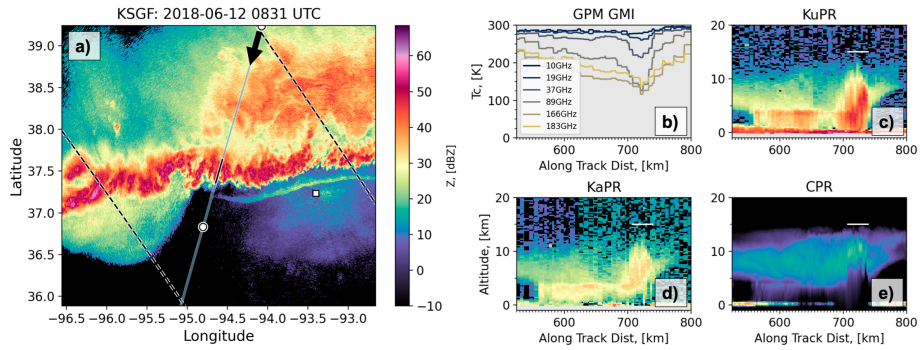 KSGF: 2018-06-12 0831 UTC
a)
39.0
38.5
38.0
37.5
37.0
36.5
36.0
Latitude
−96.5 −96.0 −95.5 −95.0 −94.5 −94.0 −93.5 −93.0
Longitude
60
50
40
30
20
10
0
−10
Z, [dBZ]
GPM GMI
300
200
100
0
Tc, [K]
10GHz
19GHz
37GHz
89GHz
166GHz
183GHz
b)
600 700 800
Along Track Dist, [km]
KuPR
20
10
0
c)
600 700 800
Along Track Dist, [km]
KaPR
20
10
0
Altitude, [km]
d)
600 700 800
Along Track Dist, [km]
CPR
20
10
0
e)
600 700 800
Along Track Dist, [km]